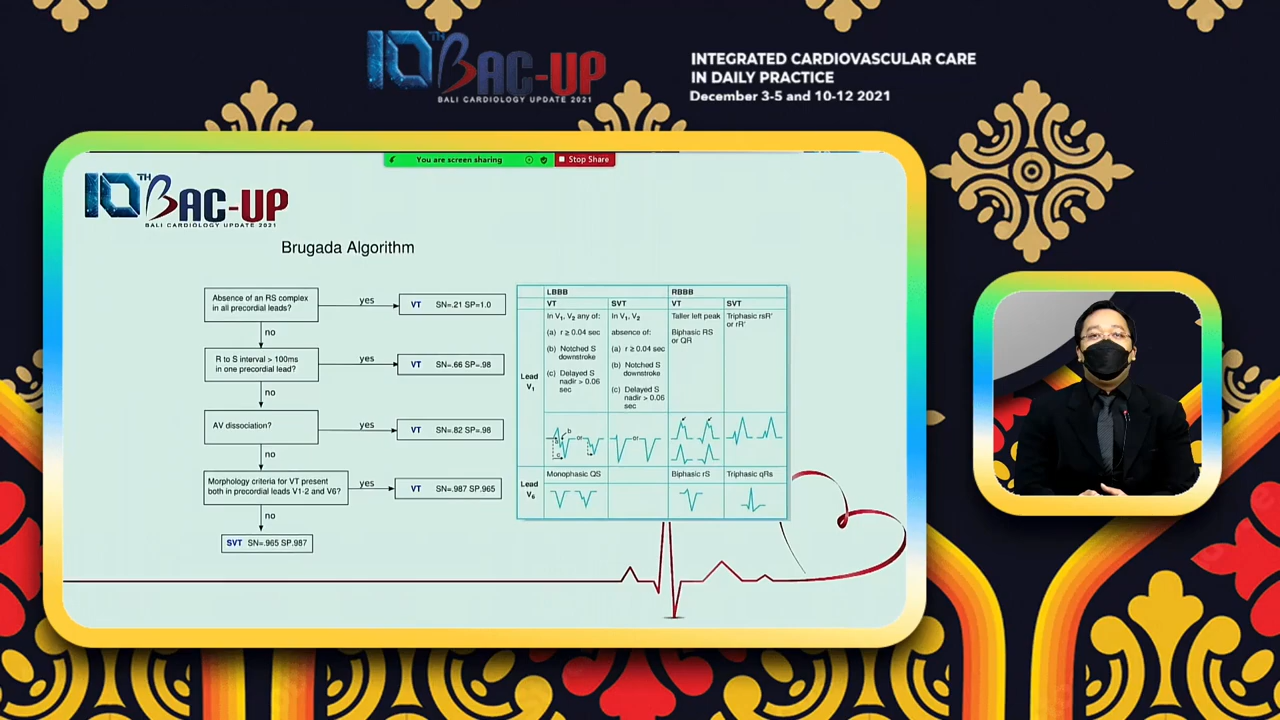 10TH BAC-UP
BALI CARDIOLOGY UPDATE 2021
INTEGRATED CARDIOVASCULAR CARE
IN DAILY PRACTICE
December 3-5 and 10-12 2021
You are screen sharing
Stop Share
10TH BAC-UP
BALI CARDIOLOGY UPDATE 2021
Brugada Algorithm
Absence of an RS complex
in all precordial leads?
yes
VT SN=.21 SP=1.0
no
R to S interval > 100ms
in one precordial lead?
yes
VT SN=.66 SP=.98
no
AV dissociation?
yes
VT SN=.82 SP=.98
no
Morphology criteria for VT present
both in precordial leads V1-2 and V6?
yes
VT SN=.987 SP.965
no
SVT SN=.965 SP.987
LBBB
RBBB
VT
SVT
VT
SVT
Lead
V1
In V1, V2 any of:
(a) r ≥ 0.04 sec
(b) Notched S
downstroke
(c) Delayed S
nadir > 0.06
sec
In V1, V2
absence of:
(a) r ≥ 0.04 sec
(b) Notched S
downstroke
(c) Delayed S
nadir > 0.06
sec
Taller left peak
Biphasic RS
or QR
Triphasic rsR'
or rR'
b
a
c
or
or
Lead
V6
Monophasic QS
Biphasic rS
Triphasic qRs